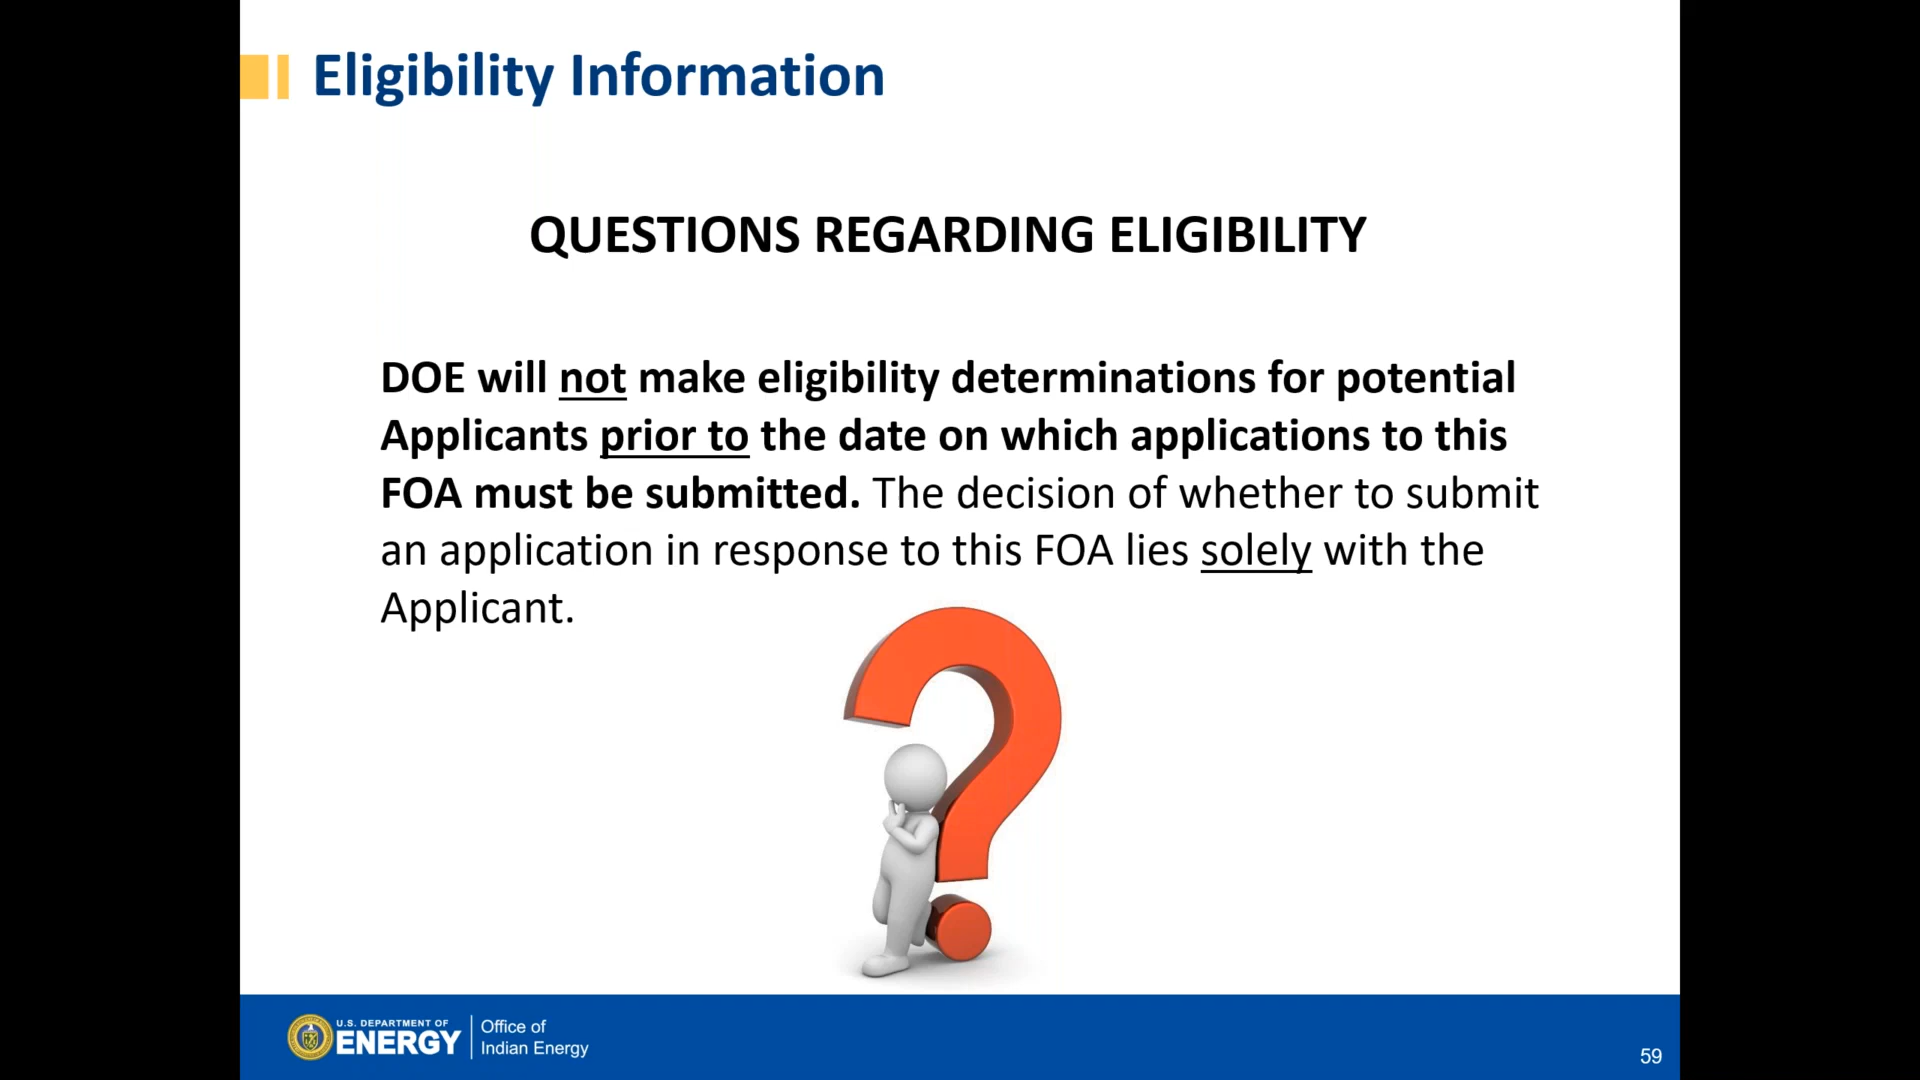 Eligibility Information
QUESTIONS REGARDING ELIGIBILITY
DOE will not make eligibility determinations for potential
Applicants prior to the date on which applications to this
FOA must be submitted. The decision of whether to submit
an application in response to this FOA lies solely with the
Applicant.
U.S. DEPARTMENT OF
ENERGY
Office of
Indian Energy
59